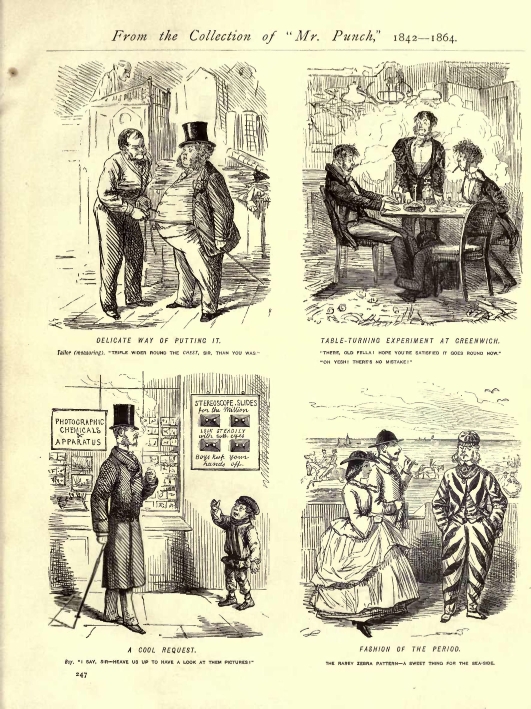 From the Collection of "Mr. Punch," 1842—1864.
DELICATE WAY OF PUTTING IT.
Tailor (measuring). "TRIFLE WIDER ROUND THE CHEST, SIR, THAN YOU WAS."
TABLE-TURNING EXPERIMENT AT GREENWICH.
"THERE, OLD FELLA! HOPE YOU'RE SATISFIED IT GOES ROUND NOW."
"OH YESH! THERE'S NO MISTAKE!"
PHOTOGRAPHIC
CHEMICALS
&
APPARATUS
STEREOSCOPE-SLIDES
for the Million
LOOK STEADILY
with both eyes
Boys keep your
hands off.
A COOL REQUEST.
Boy. "I SAY, SIR—HEAVE US UP TO HAVE A LOOK AT THEM PICTURES!"
FASHION OF THE PERIOD.
THE RAREY ZEBRA PATTERN—A SWEET THING FOR THE SEA-SIDE.
247